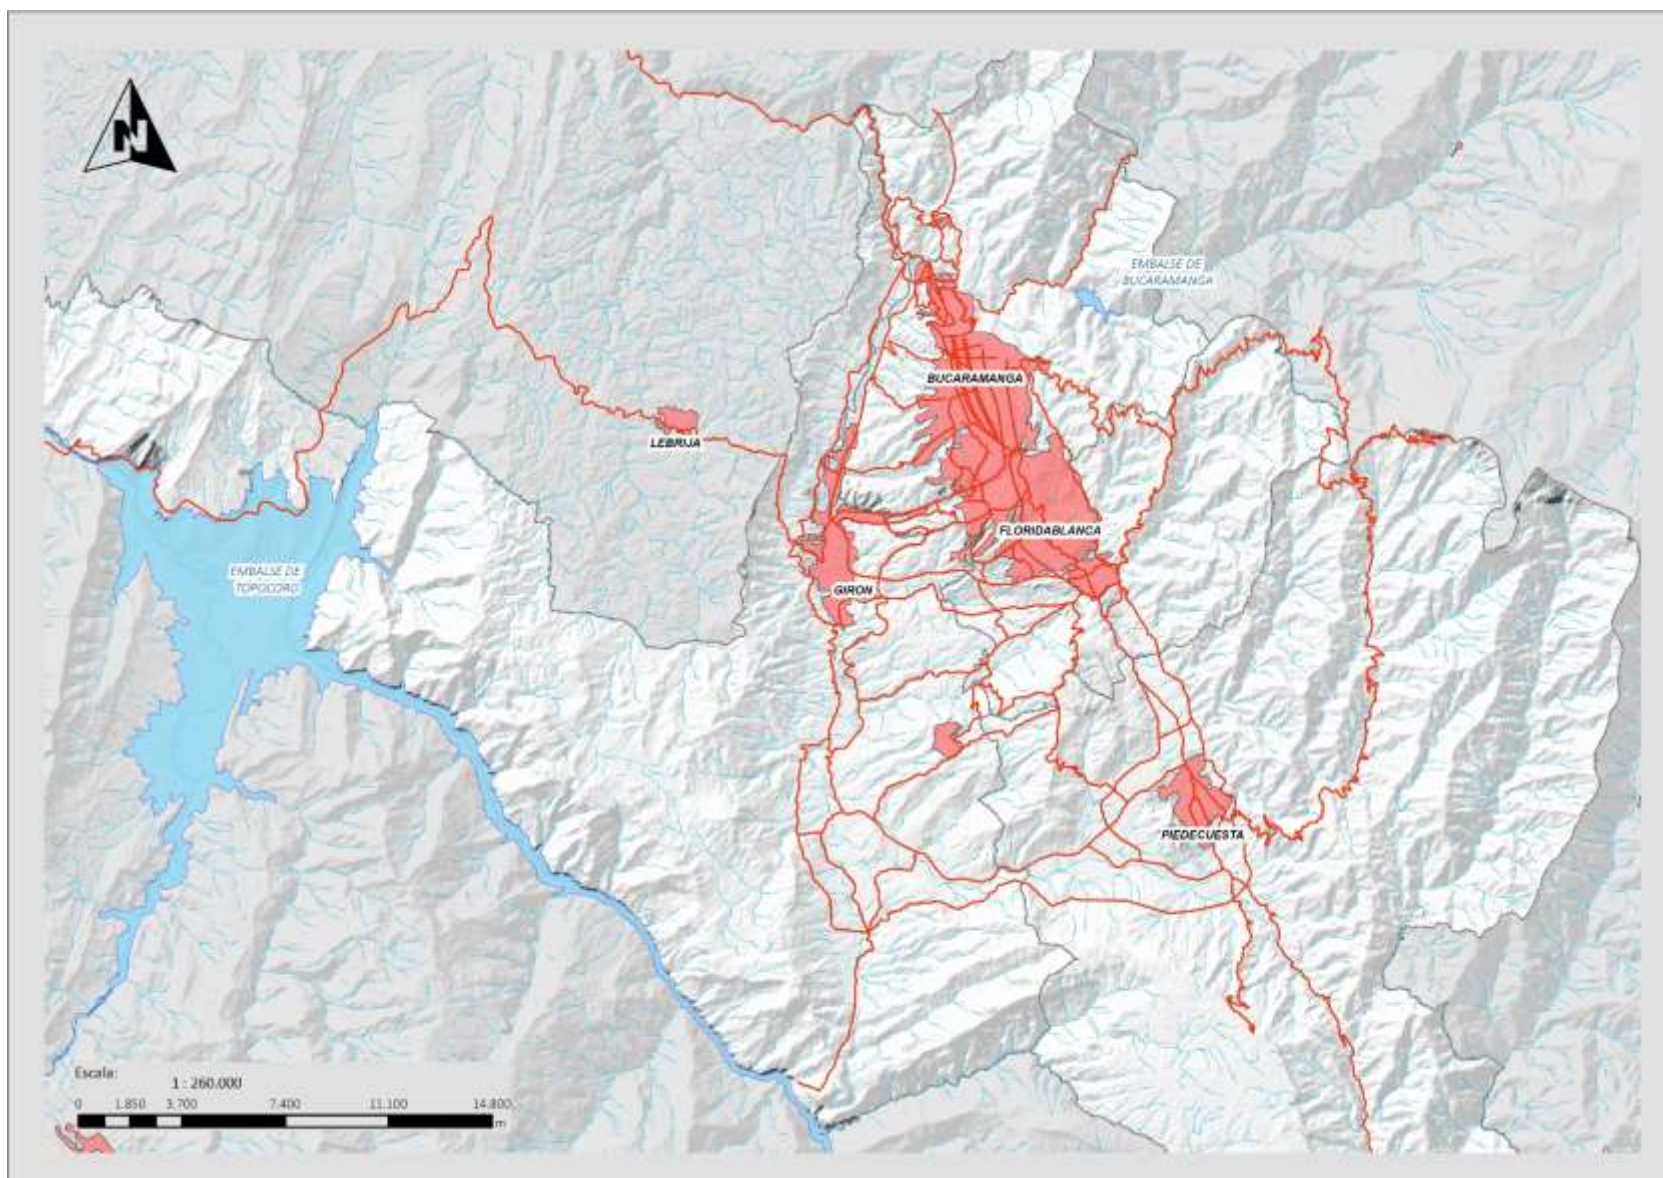 N
EMBALSE DE
BUCARAMANGA
BUCARAMANGA
LEBRIJA
FLORIDABLANCA
EMBALSE DE
TOPOCORO
GIRON
PIEDECUESTA
Escala:
1 : 260.000
0 1.850 3.700 7.400 11.100 14.800
m